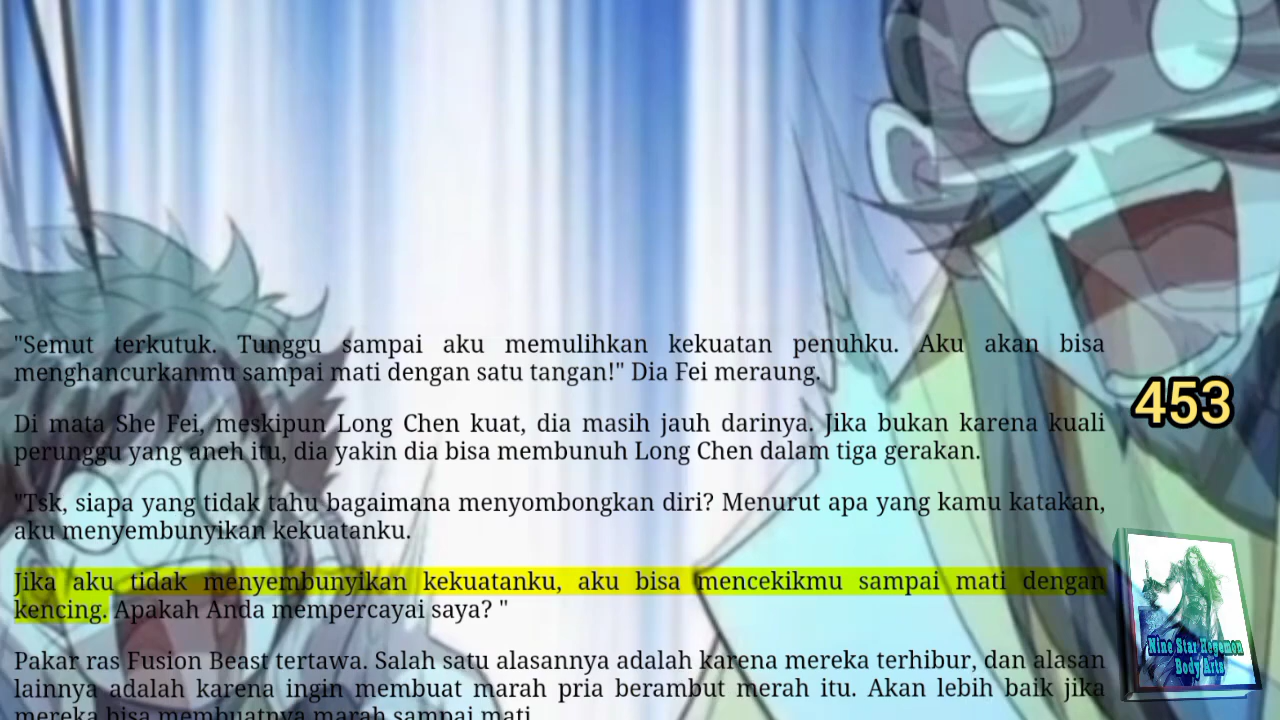 "Semut terkutuk. Tunggu sampai aku memulihkan kekuatan penuhku. Aku akan bisa
menghancurkanmu sampai mati dengan satu tangan!" Dia Fei meraung.
Di mata She Fei, meskipun Long Chen kuat, dia masih jauh darinya. Jika bukan karena kuali
perunggu yang aneh itu, dia yakin dia bisa membunuh Long Chen dalam tiga gerakan.
"Tsk, siapa yang tidak tahu bagaimana menyombongkan diri? Menurut apa yang kamu katakan,
aku menyembunyikan kekuatanku.
Jika aku tidak menyembunyikan kekuatanku, aku bisa mencekikmu sampai mati dengan
kencing. Apakah Anda mempercayai saya? "
Pakar ras Fusion Beast tertawa. Salah satu alasannya adalah karena mereka terhibur, dan alasan
lainnya adalah karena ingin membuat marah pria berambut merah itu. Akan lebih baik jika
mereka bisa membuatnya marah sampai mati.
453
Nine Star Hegemon
Body Arts